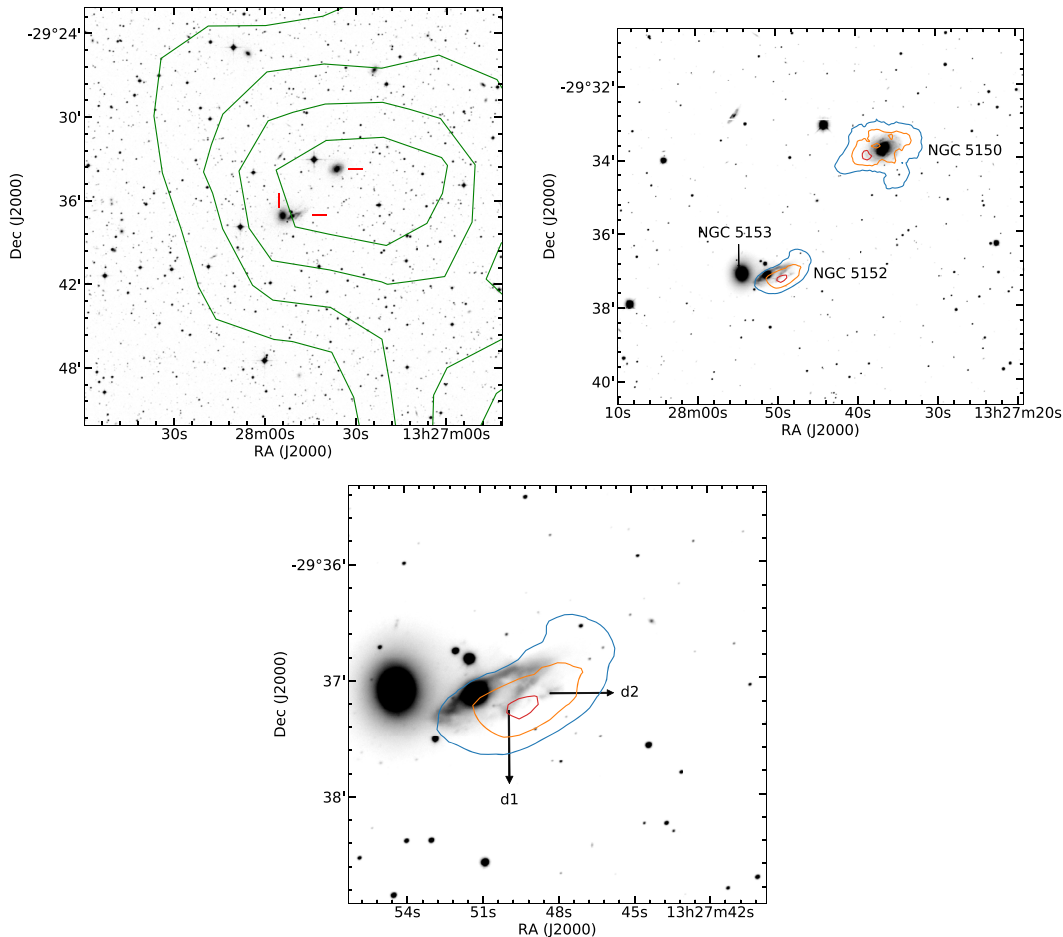 -29°24'
30'
36'
42'
48'
Dec (J2000)
30s
28m00s
30s
13h27m00s
RA (J2000)
-29°32'
34'
36'
38'
40'
Dec (J2000)
NGC 5150
NGC 5153
NGC 5152
10s
28m00s
50s
40s
30s
13h27m20s
RA (J2000)
-29°36'
37'
38'
Dec (J2000)
d2
d1
54s
51s
48s
45s
13h27m42s
RA (J2000)